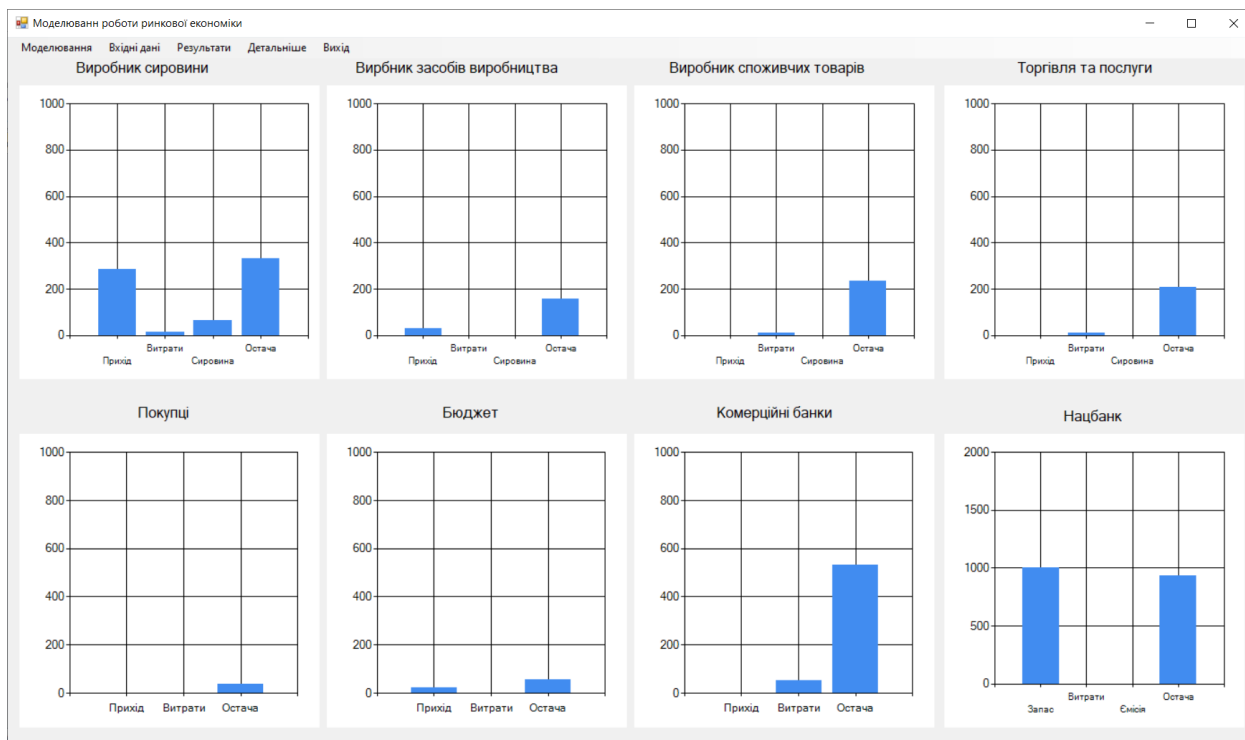 Моделюванн роботи ринкової економіки
Моделювання Вхідні дані Результати Детальніше Вихід
Виробник сировини
1000
800
600
400
200
0
Витрати Остача
Прихід Сировина
Вирбник засобів виробництва
1000
800
600
400
200
0
Витрати Остача
Прихід Сировина
Виробник споживчих товарів
1000
800
600
400
200
0
Витрати Остача
Прихід Сировина
Торгівля та послуги
1000
800
600
400
200
0
Витрати Остача
Прихід Сировина
Покупці
1000
800
600
400
200
0
Прихід Витрати Остача
Бюджет
1000
800
600
400
200
0
Прихід Витрати Остача
Комерційні банки
1000
800
600
400
200
0
Прихід Витрати Остача
Нацбанк
2000
1500
1000
500
0
Витрати Остача
Запас Ємісія